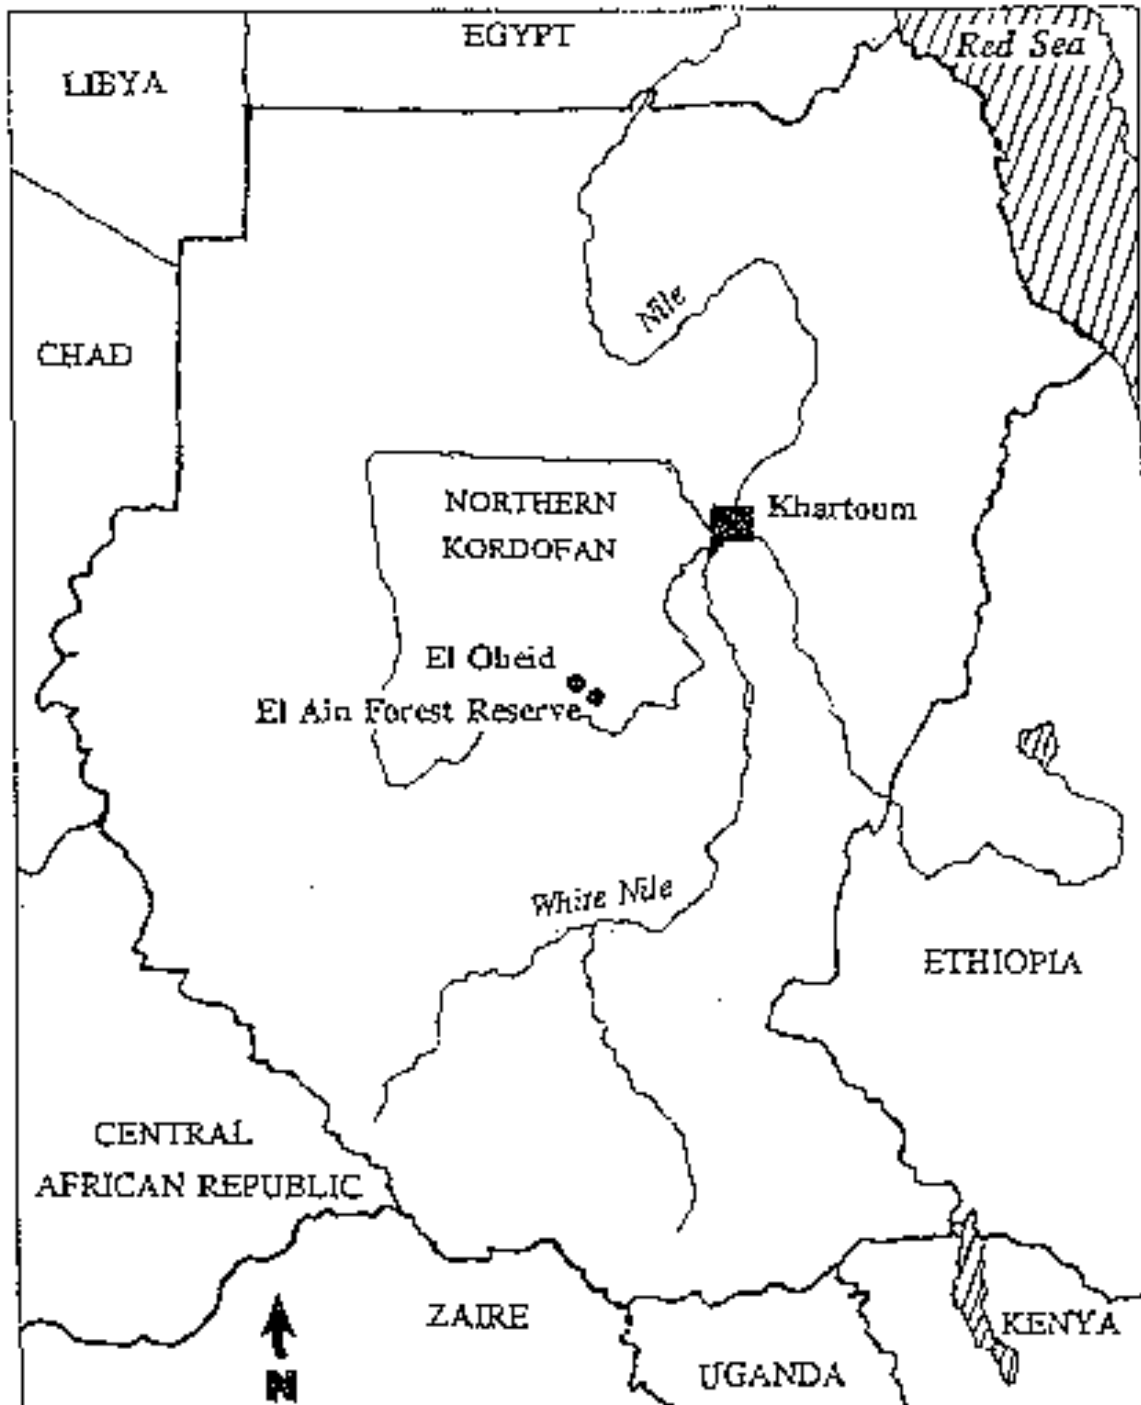 EGYPT
Red Sea
LIBYA
Nile
CHAD
NORTHERN
KORDOFAN
Khartoum
El Obeid
El Ain Forest Reserve
White Nile
ETHIOPIA
CENTRAL
AFRICAN REPUBLIC
ZAIRE
KENYA
UGANDA
N